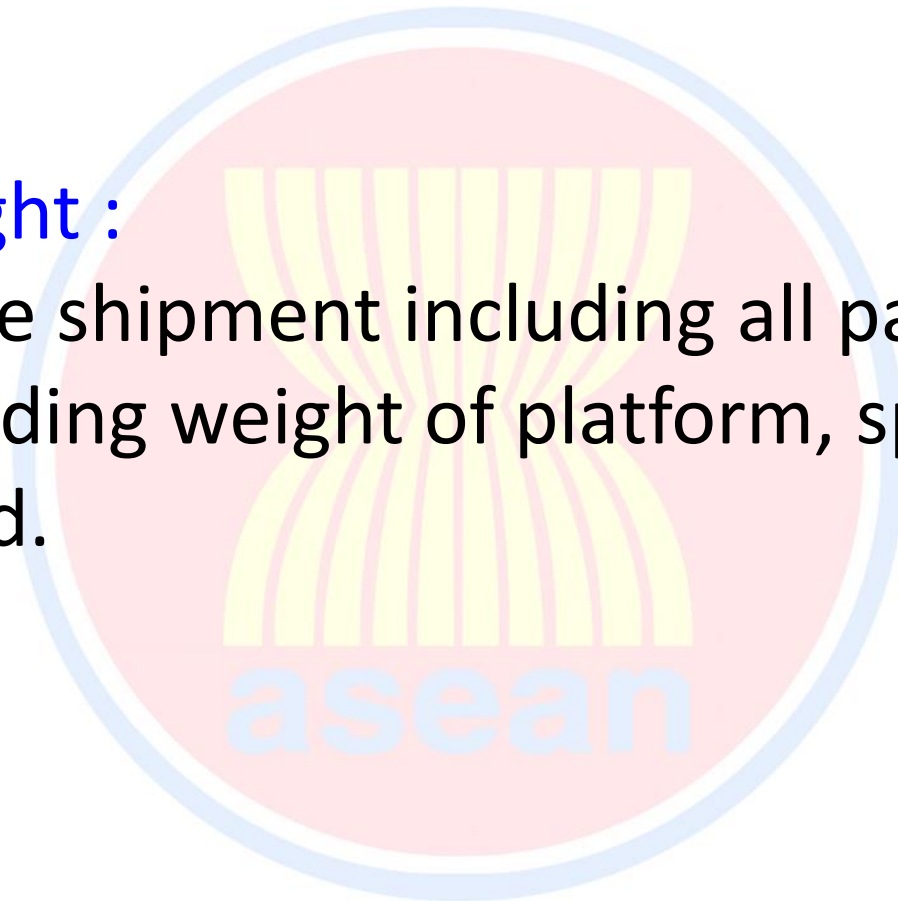 ght :
e shipment including all pa
ding weight of platform, sp
d.
asean